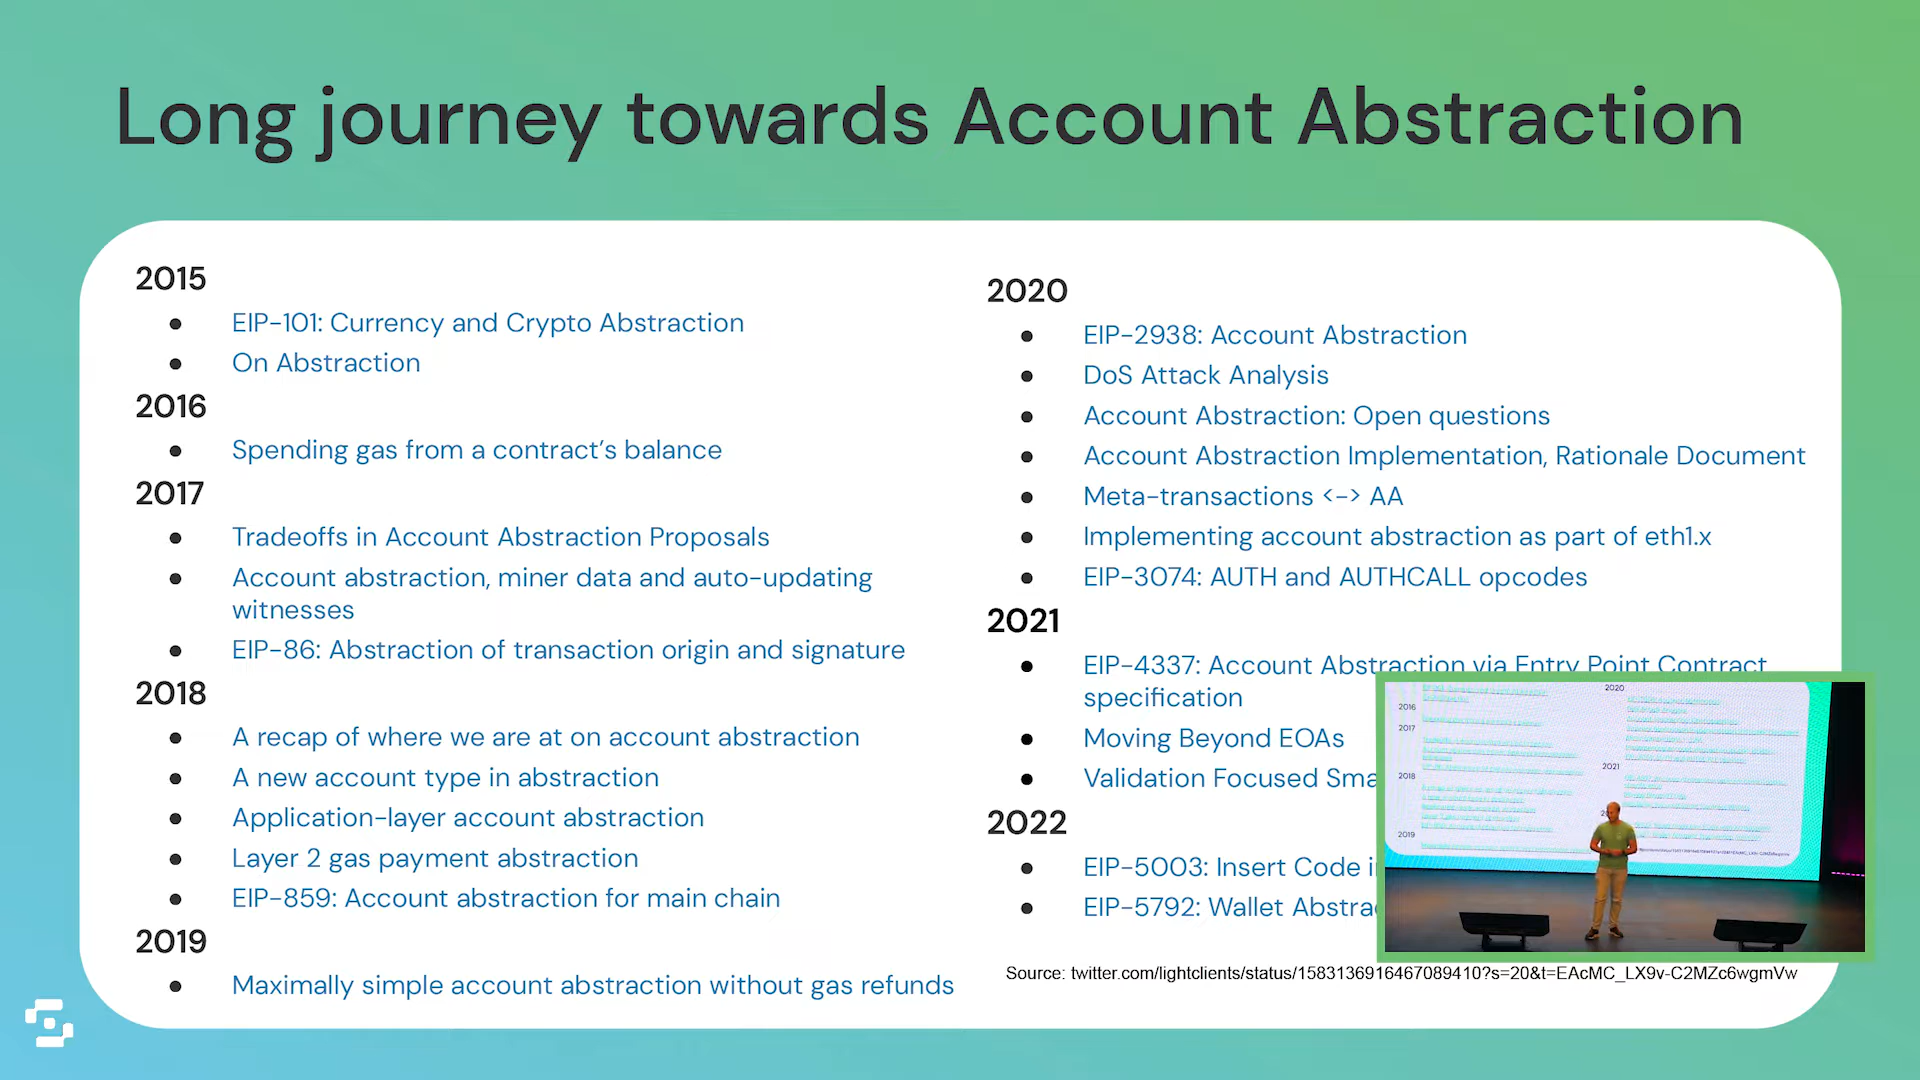 Long journey towards Account Abstraction
2015
● EIP-101: Currency and Crypto Abstraction
● On Abstraction
2016
● Spending gas from a contract’s balance
2017
● Tradeoffs in Account Abstraction Proposals
● Account abstraction, miner data and auto-updating
witnesses
● EIP-86: Abstraction of transaction origin and signature
2018
● A recap of where we are at on account abstraction
● A new account type in abstraction
● Application-layer account abstraction
● Layer 2 gas payment abstraction
● EIP-859: Account abstraction for main chain
2019
● Maximally simple account abstraction without gas refunds
2020
● EIP-2938: Account Abstraction
● DoS Attack Analysis
● Account Abstraction: Open questions
● Account Abstraction Implementation, Rationale Document
● Meta-transactions <-> AA
● Implementing account abstraction as part of eth1.x
● EIP-3074: AUTH and AUTHCALL opcodes
2021
● EIP-4337: Account Abstraction via Entry Point Contract
specification
● Moving Beyond EOAs
● Validation Focused
2022
● EIP-5003: Insert Code
● EIP-5792: Wallet
Source: twitter.com/lightclients/status/1583136916467089410?s=20&t=EAcMC_LX9v-C2MZc6wgmVw
2016
2017
2018
2019
2020
2021